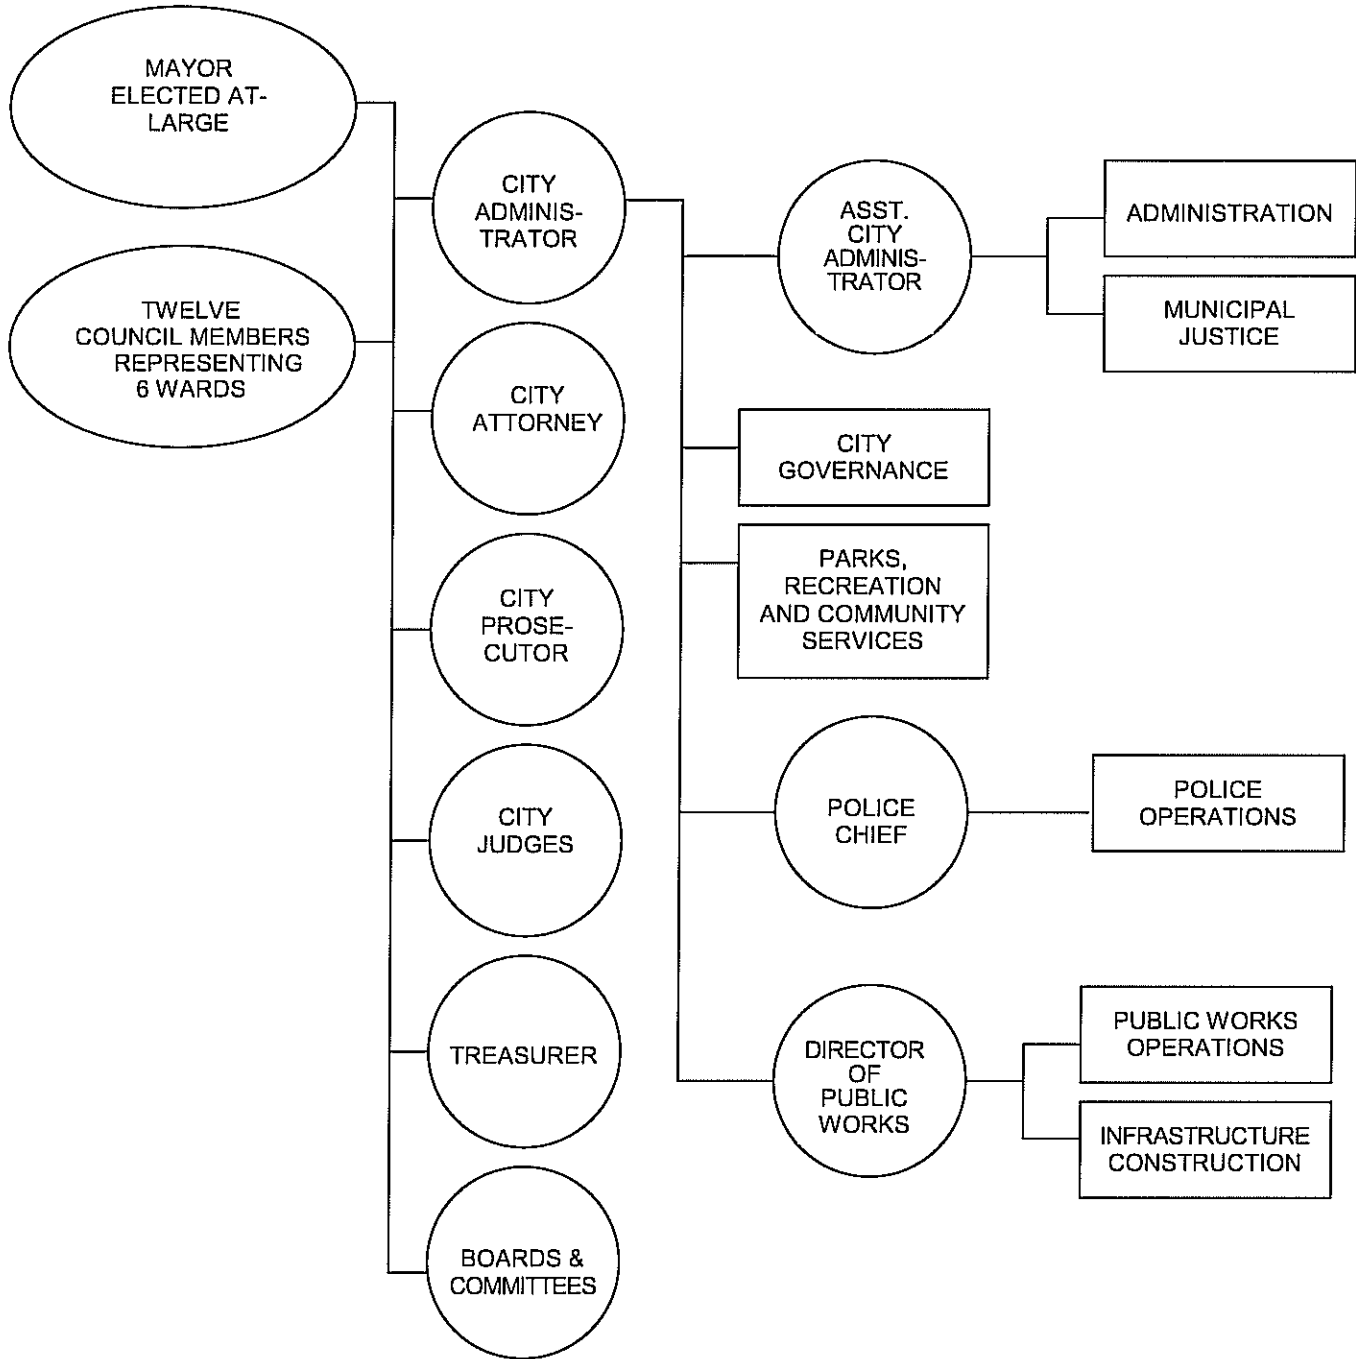 MAYOR
ELECTED AT-
LARGE
TWELVE
COUNCIL MEMBERS
REPRESENTING
6 WARDS
CITY
ADMINIS-
TRATOR
CITY
ATTORNEY
CITY
PROSE-
CUTOR
CITY
JUDGES
TREASURER
BOARDS &
COMMITTEES
ASST.
CITY
ADMINIS-
TRATOR
CITY
GOVERNANCE
PARKS,
RECREATION
AND COMMUNITY
SERVICES
POLICE
CHIEF
DIRECTOR
OF
PUBLIC
WORKS
ADMINISTRATION
MUNICIPAL
JUSTICE
POLICE
OPERATIONS
PUBLIC WORKS
OPERATIONS
INFRASTRUCTURE
CONSTRUCTION